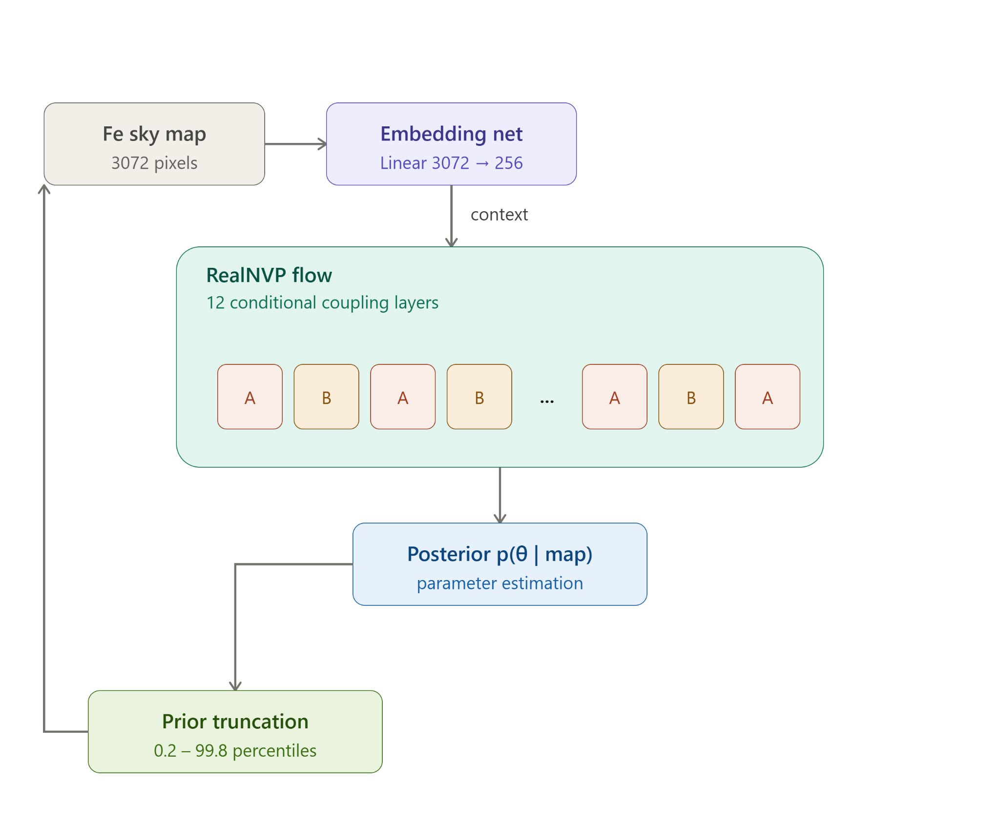 Fe sky map
3072 pixels
Embedding net
Linear 3072 → 256
context
RealNVP flow
12 conditional coupling layers
A B A B ... A B A
Posterior p(θ | map)
parameter estimation
Prior truncation
0.2 – 99.8 percentiles